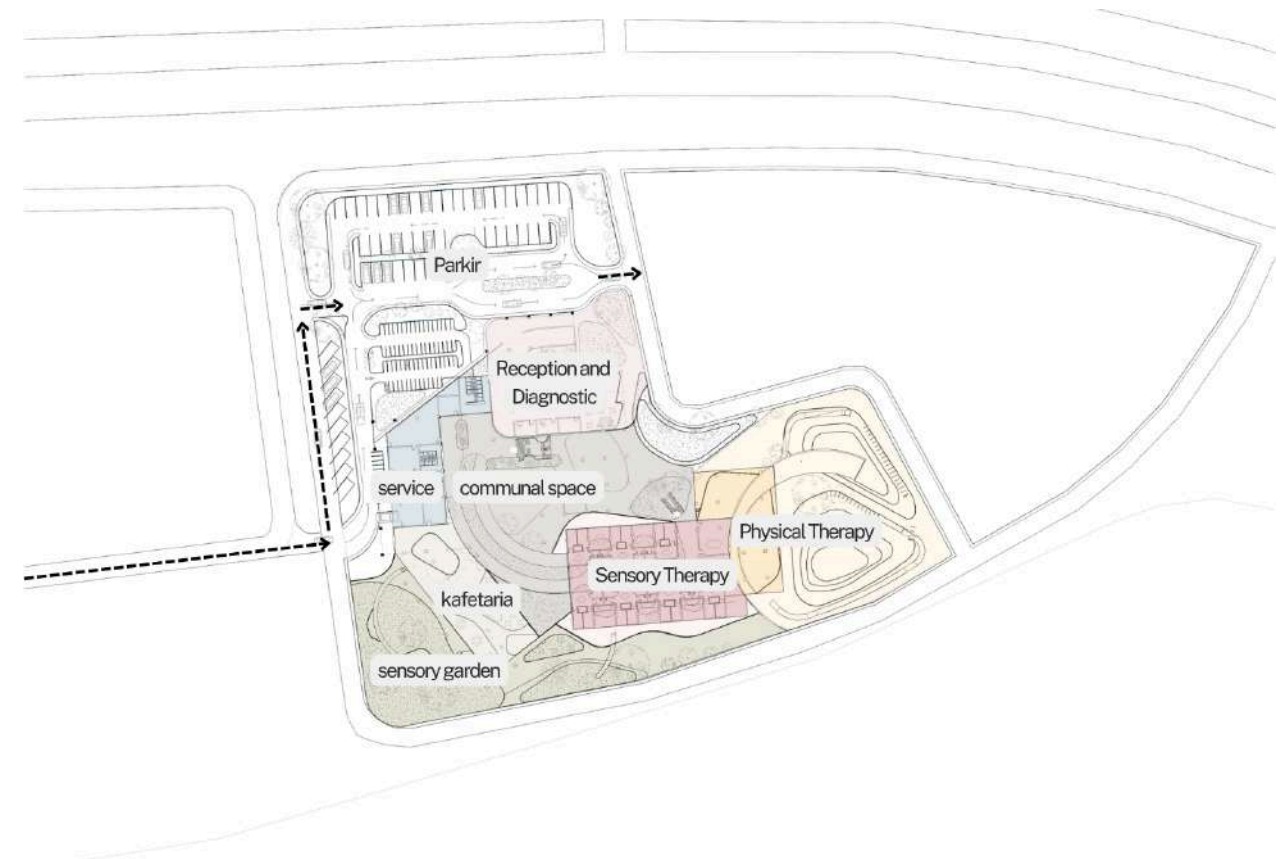 Parkir
Reception and
Diagnostic
service
communal space
Physical Therapy
Sensory Therapy
kafetaria
sensory garden